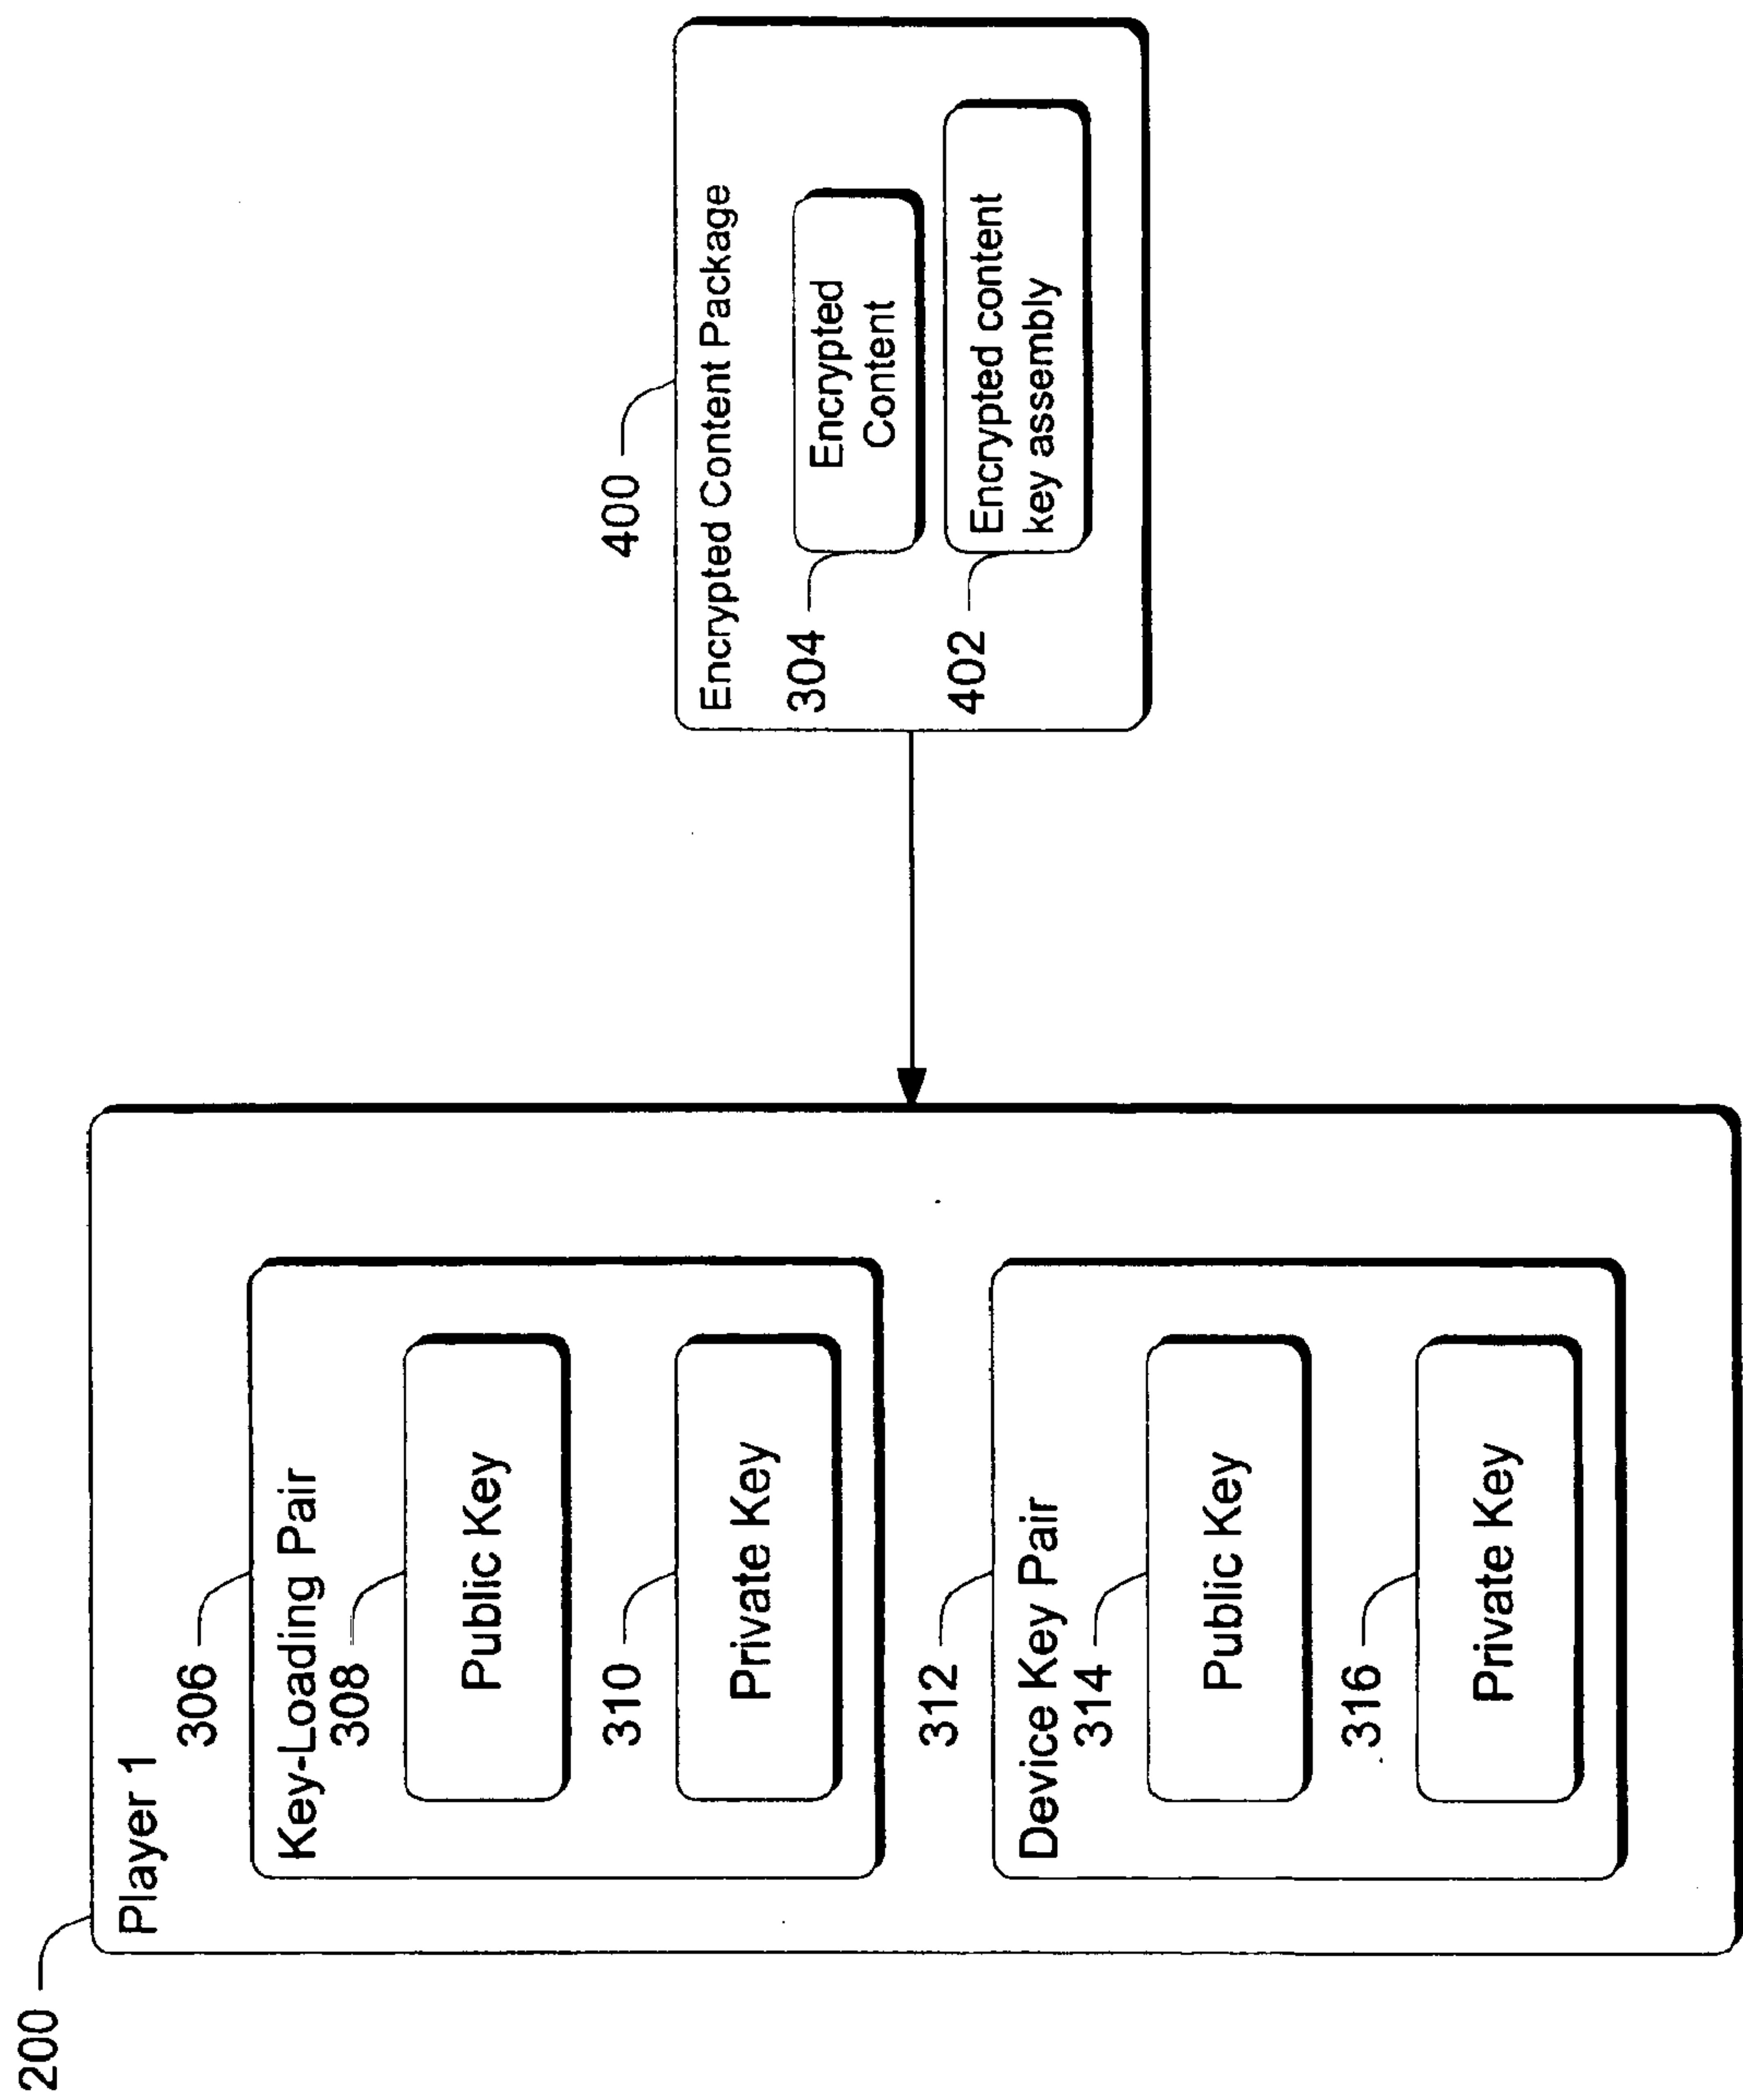 200
Player 1
306
Key-Loading Pair
308
Public Key
310
Private Key
312
Device Key Pair
314
Public Key
316
Private Key
400
Encrypted Content Package
304
Encrypted
Content
402
Encrypted content
key assembly